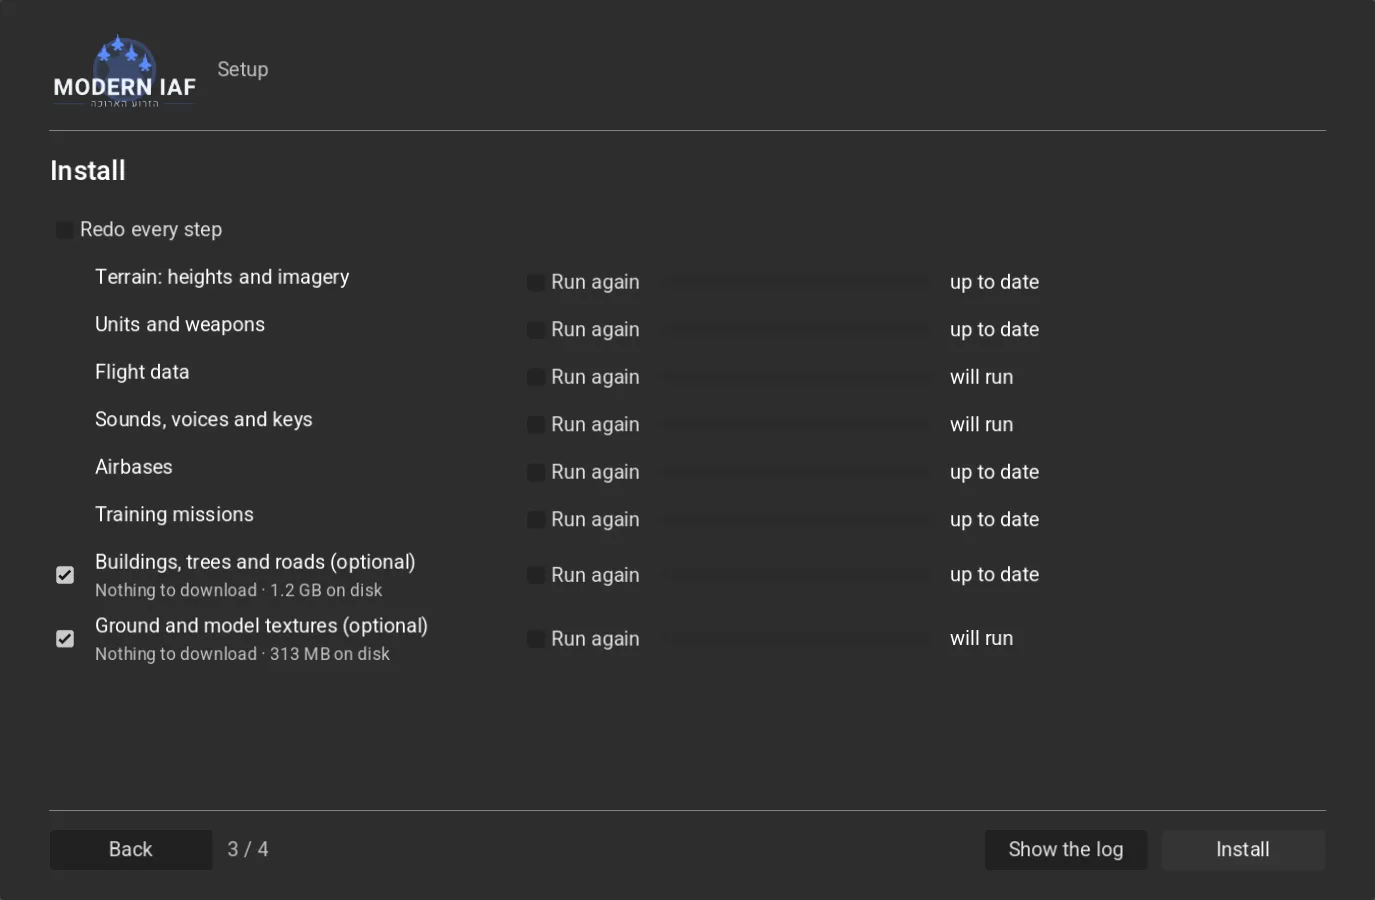 MODERN IAF
הזרוע הארוכה
Setup
Install
Redo every step
Terrain: heights and imagery Run again up to date
Units and weapons Run again up to date
Flight data Run again will run
Sounds, voices and keys Run again will run
Airbases Run again up to date
Training missions Run again up to date
Buildings, trees and roads (optional) Run again up to date
Nothing to download · 1.2 GB on disk
Ground and model textures (optional) Run again will run
Nothing to download · 313 MB on disk
Back 3 / 4 Show the log Install